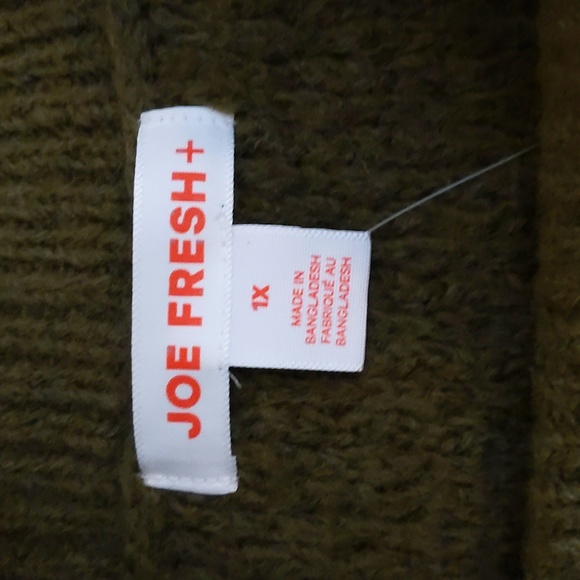 JOE FRESH+
1X
MADE IN
BANGLADESH
FABRIQUÉ AU
BANGLADESH